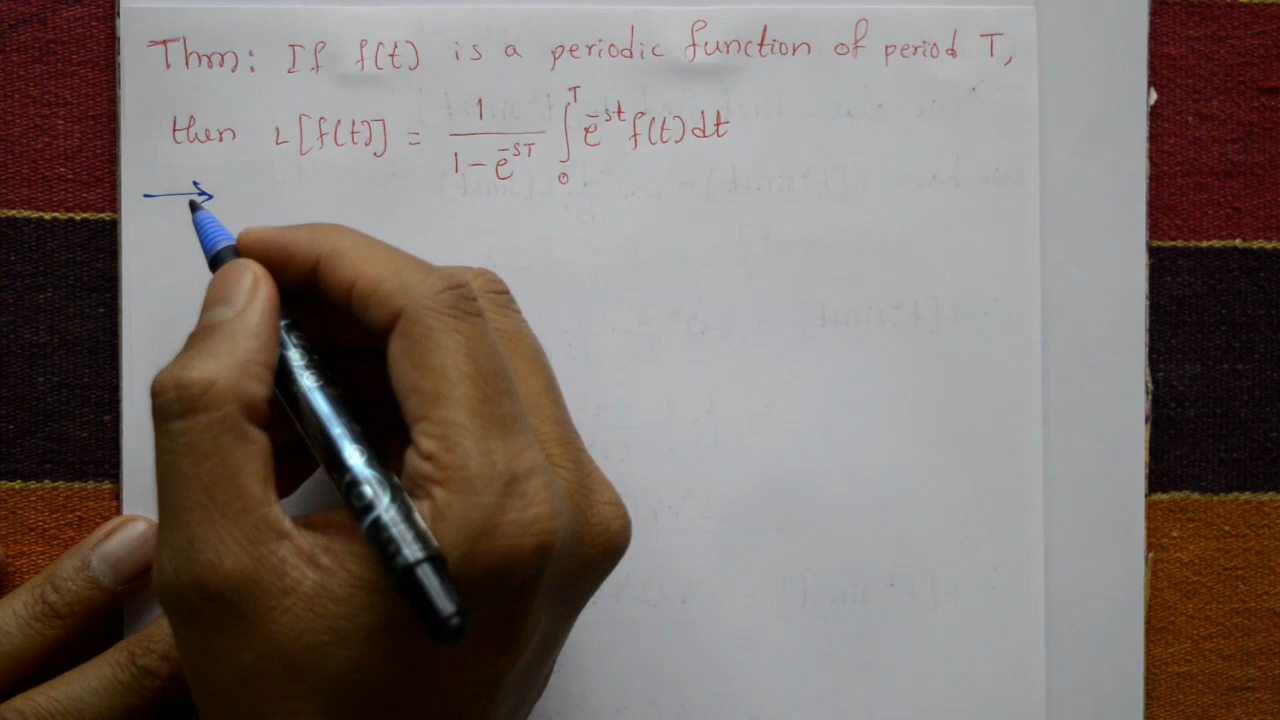 Thm: If f(t) is a periodic function of period T,
then L[f(t)] = 1/(1-e^-sT) ∫_0^T e^-st f(t) dt
→